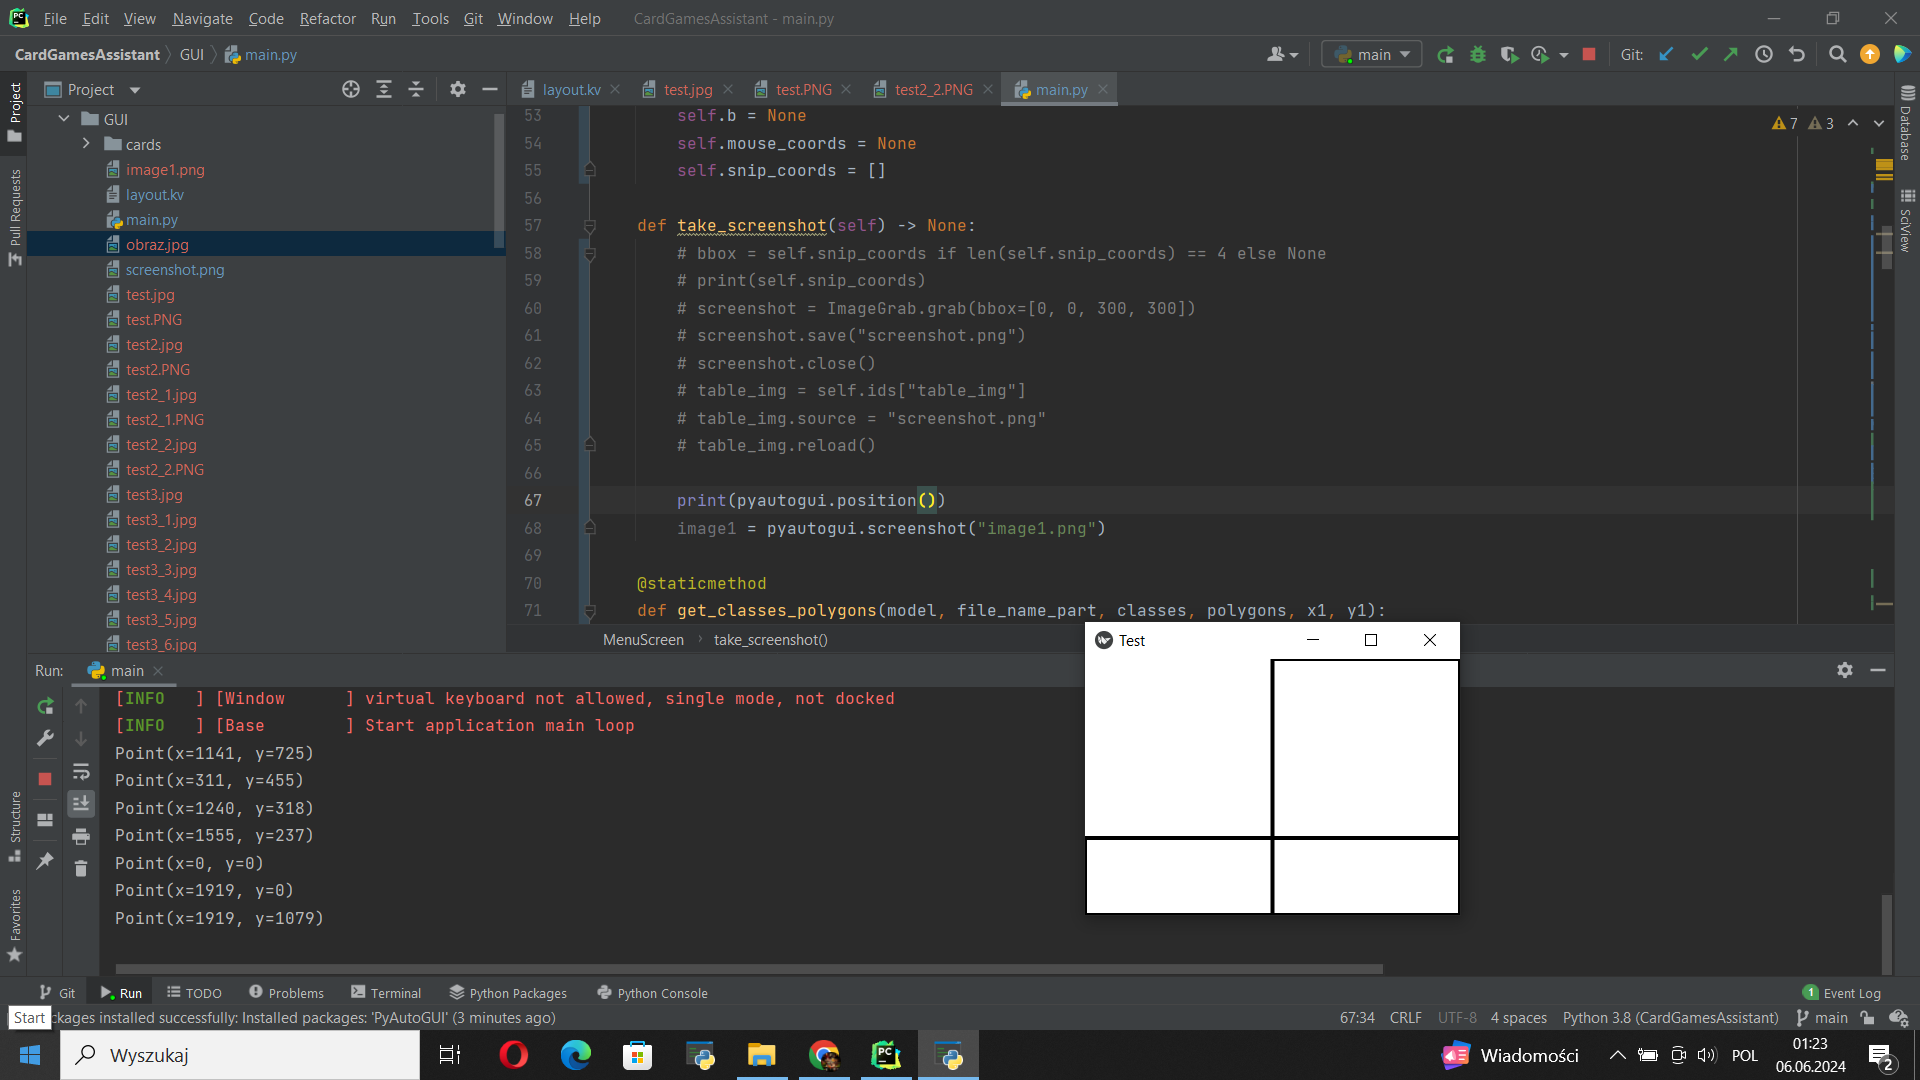 File Edit View Navigate Code Refactor Run Tools Git Window Help CardGamesAssistant - main.py
CardGamesAssistant GUI main.py
main Git:
Project
layout.kv test.jpg test.PNG test2_2.PNG main.py
Project
Pull Requests
Structure
Favorites
Database
SciView
GUI
cards
image1.png
layout.kv
main.py
obraz.jpg
screenshot.png
test.jpg
test.PNG
test2.jpg
test2.PNG
test2_1.jpg
test2_1.PNG
test2_2.jpg
test2_2.PNG
test3.jpg
test3_1.jpg
test3_2.jpg
test3_3.jpg
test3_4.jpg
test3_5.jpg
test3_6.jpg
7 3
53 self.b = None
54 self.mouse_coords = None
55 self.snip_coords = []
56
57 def take_screenshot(self) -> None:
58 # bbox = self.snip_coords if len(self.snip_coords) == 4 else None
59 # print(self.snip_coords)
60 # screenshot = ImageGrab.grab(bbox=[0, 0, 300, 300])
61 # screenshot.save("screenshot.png")
62 # screenshot.close()
63 # table_img = self.ids["table_img"]
64 # table_img.source = "screenshot.png"
65 # table_img.reload()
66
67 print(pyautogui.position())
68 image1 = pyautogui.screenshot("image1.png")
69
70 @staticmethod
71 def get_classes_polygons(model, file_name_part, classes, polygons, x1, y1):
MenuScreen take_screenshot()
Test
Run: main
[INFO ] [Window ] virtual keyboard not allowed, single mode, not docked
[INFO ] [Base ] Start application main loop
Point(x=1141, y=725)
Point(x=311, y=455)
Point(x=1240, y=318)
Point(x=1555, y=237)
Point(x=0, y=0)
Point(x=1919, y=0)
Point(x=1919, y=1079)
Git Run TODO Problems Terminal Python Packages Python Console 1 Event Log
Start
ckages installed successfully: Installed packages: 'PyAutoGUI' (3 minutes ago)
67:34 CRLF UTF-8 4 spaces Python 3.8 (CardGamesAssistant) main
Wyszukaj
Wiadomości
POL
01:23
06.06.2024
2